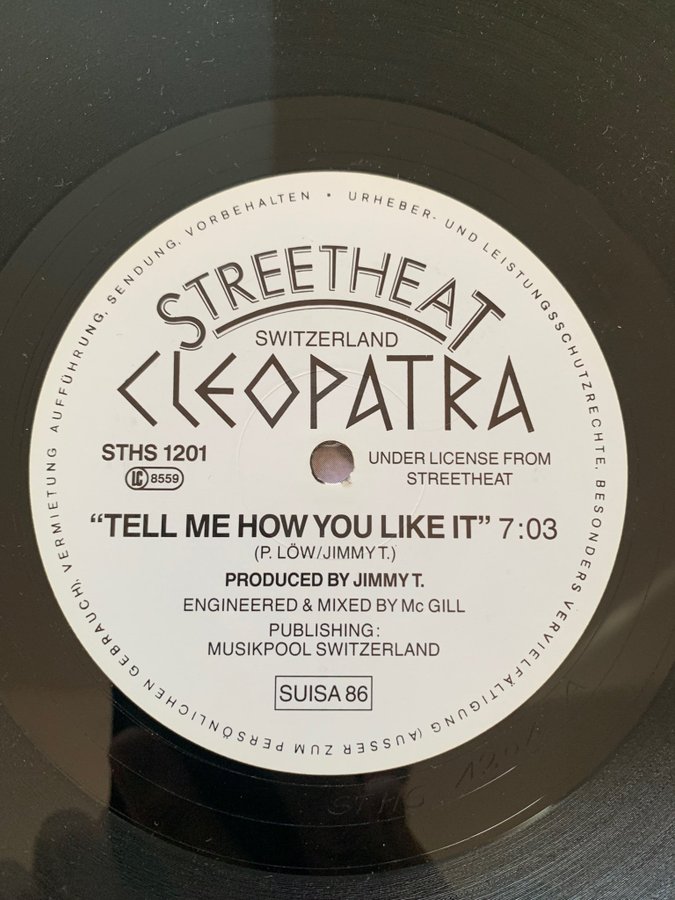 URHEBER- UND LEISTUNGSSCHUTZRECHTE, BESONDERS VERVIELFÄLTIGUNG (AUSSER ZUM PERSÖNLICHEN GEBRAUCH), VERMIETUNG AUFFÜHRUNG, SENDUNG, VORBEHALTEN •
STREETHEAT
SWITZERLAND
CLEOPATRA
STHS 1201
LC 8559
UNDER LICENSE FROM
STREETHEAT
“TELL ME HOW YOU LIKE IT” 7:03
(P. LÖW/JIMMY T.)
PRODUCED BY JIMMY T.
ENGINEERED & MIXED BY Mc GILL
PUBLISHING:
MUSIKPOOL SWITZERLAND
SUISA 86